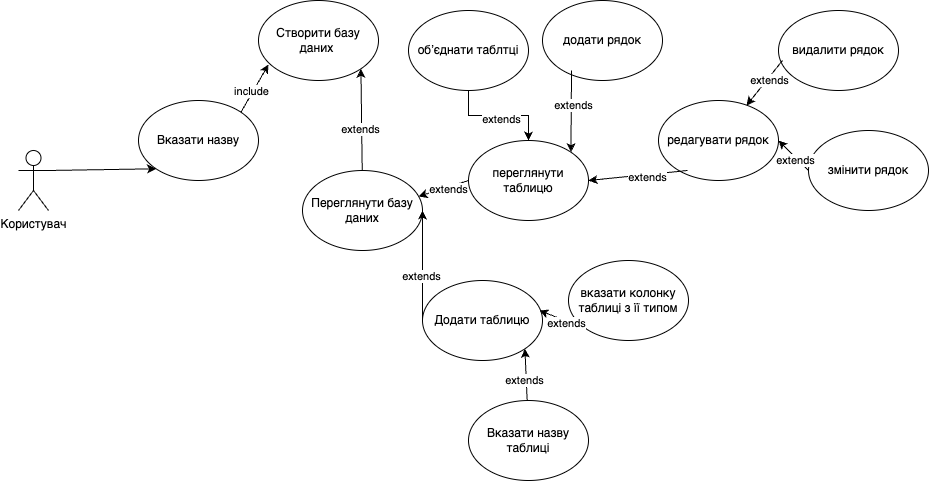 Створити базу
даних
об'єднати таблтці
додати рядок
видалити рядок
extends
include
extends
extends
extends
Вказати назву
редагувати рядок
extends
змінити рядок
переглянути
таблицю
extends
extends
Користувач
Переглянути базу
даних
extends
вказати колонку
таблиці з її типом
Додати таблицю
extends
extends
Вказати назву
таблиці